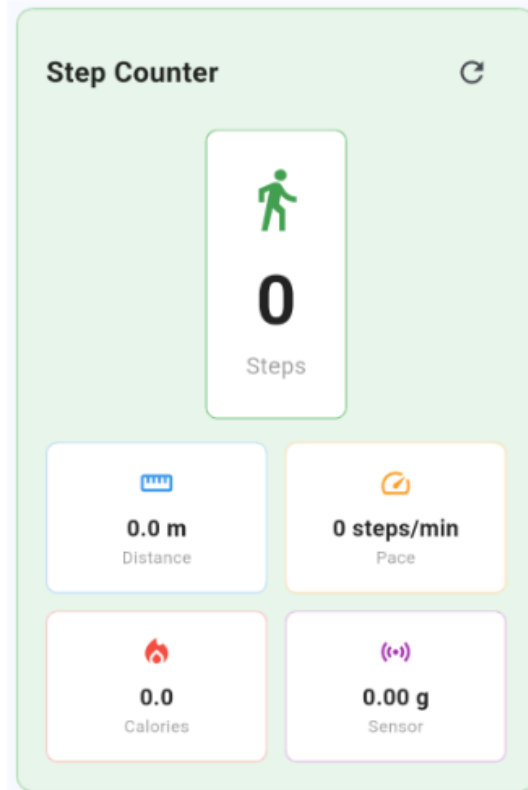 Step Counter
0
Steps
0.0 m
Distance
0 steps/min
Pace
0.0
Calories
0.00 g
Sensor